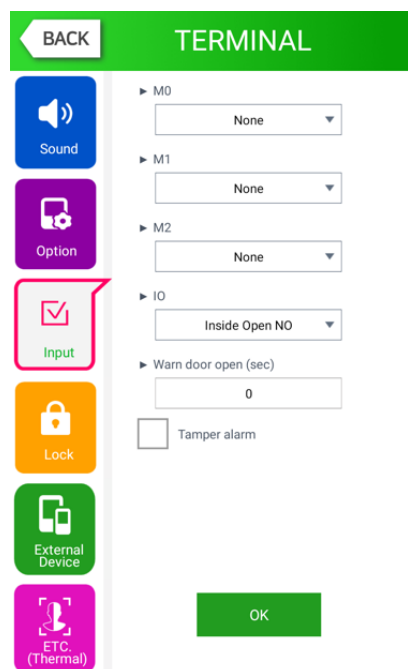 BACK
TERMINAL
Sound
Option
Input
Lock
External
Device
ETC.
(Thermal)
► M0
None
► M1
None
► M2
None
► IO
Inside Open NO
► Warn door open (sec)
0
Tamper alarm
OK